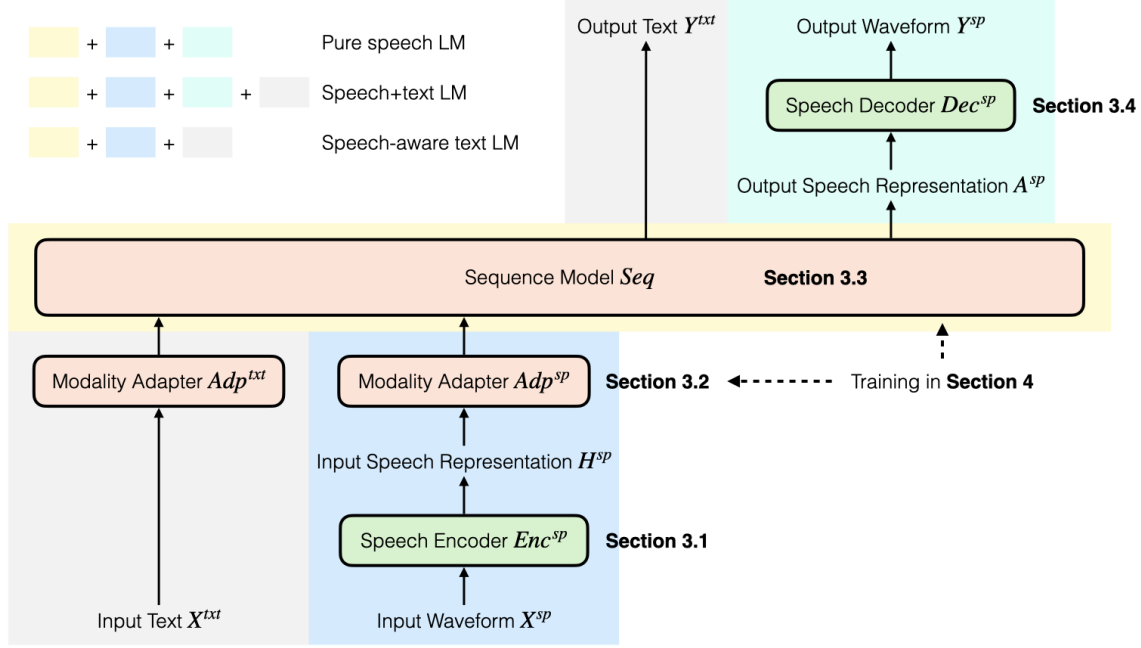 + + Pure speech LM
+ + + Speech+text LM
+ + Speech-aware text LM
Output Text Y^txt
Output Waveform Y^sp
Speech Decoder Dec^sp
Section 3.4
Output Speech Representation A^sp
Sequence Model Seq
Section 3.3
Modality Adapter Adp^txt
Modality Adapter Adp^sp
Section 3.2
Training in Section 4
Input Speech Representation H^sp
Speech Encoder Enc^sp
Section 3.1
Input Text X^txt
Input Waveform X^sp